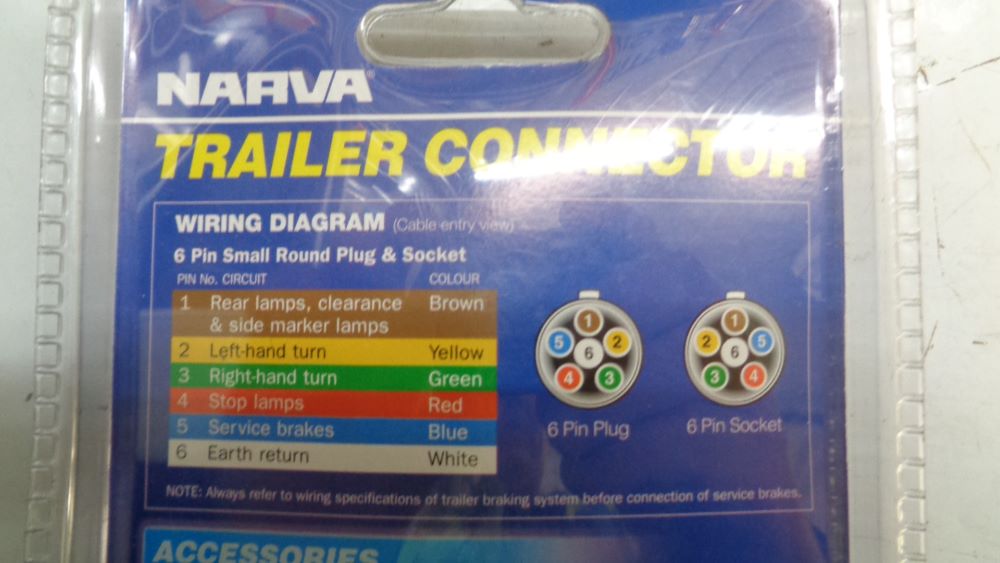 NARVA®
TRAILER CONNECTOR
WIRING DIAGRAM (Cable entry view)
6 Pin Small Round Plug & Socket
PIN No. CIRCUIT COLOUR
1 Rear lamps, clearance Brown
& side marker lamps
2 Left-hand turn Yellow
3 Right-hand turn Green
4 Stop lamps Red
5 Service brakes Blue
6 Earth return White
1
5 2
6
4 3
6 Pin Plug
1
2 5
6
3 4
6 Pin Socket
NOTE: Always refer to wiring specifications of trailer braking system before connection of service brakes.
ACCESSORIES